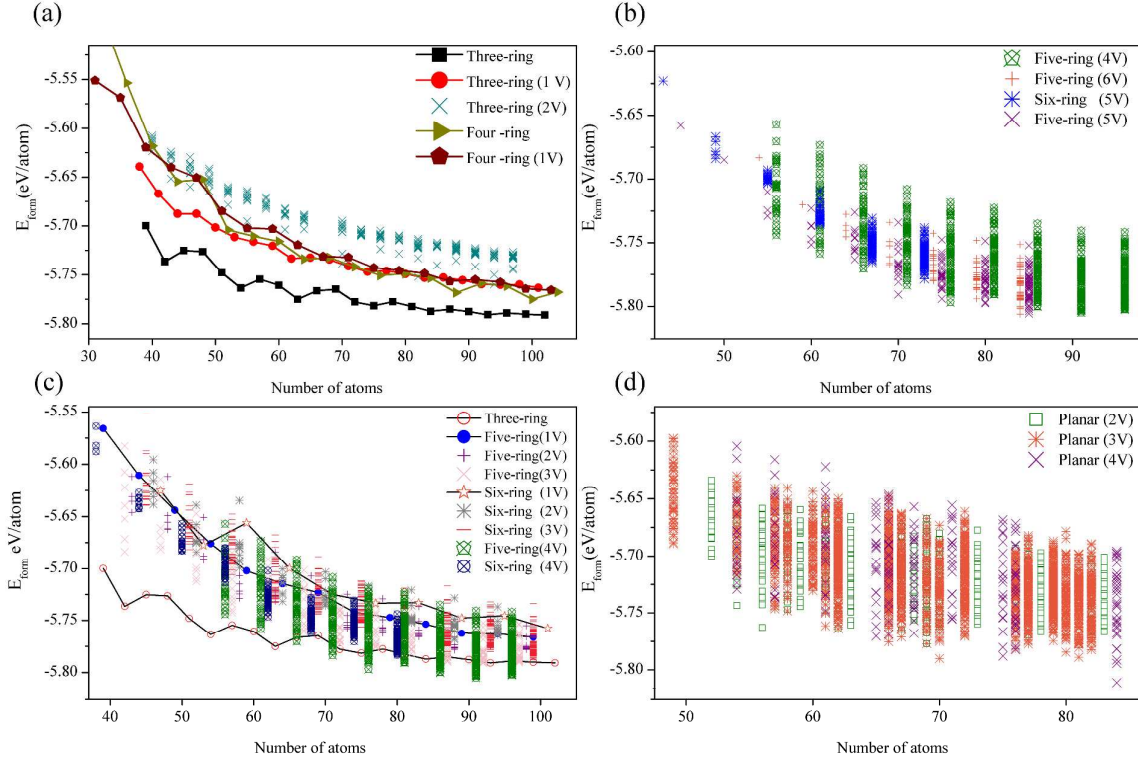 (a)
-5.55
-5.60
-5.65
-5.70
-5.75
-5.80
E_form(eV/atom)
30 40 50 60 70 80 90 100
Number of atoms
Three-ring
Three-ring (1 V)
Three-ring (2V)
Four -ring
Four -ring (1V)
(b)
-5.60
-5.70
-5.80
E_form(eV/atom)
50 60 70 80 90
Number of atoms
Five-ring (4V)
Five-ring (6V)
Six-ring (5V)
Five-ring (5V)
(c)
-5.55
-5.60
-5.65
-5.70
-5.75
-5.80
E_form eV/atom
40 50 60 70 80 90 100
Number of atoms
Three-ring
Five-ring(1V)
Five-ring(2V)
Five-ring(3V)
Six-ring (1V)
Six-ring (2V)
Six-ring (3V)
Five-ring(4V)
Six-ring (4V)
(d)
-5.60
-5.65
-5.70
-5.75
-5.80
E_form(eV/atom)
50 60 70 80
Number of atoms
Planar (2V)
Planar (3V)
Planar (4V)